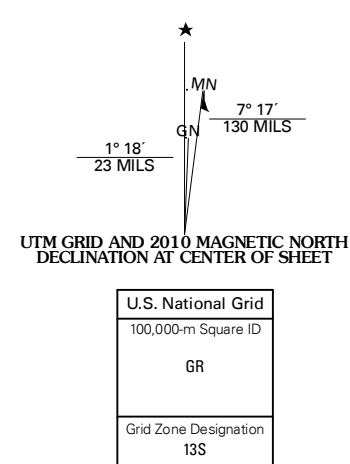 MN
7° 17´
130 MILS
GN
1° 18´
23 MILS
UTM GRID AND 2010 MAGNETIC NORTH
DECLINATION AT CENTER OF SHEET
U.S. National Grid
100,000-m Square ID
GR
Grid Zone Designation
13S